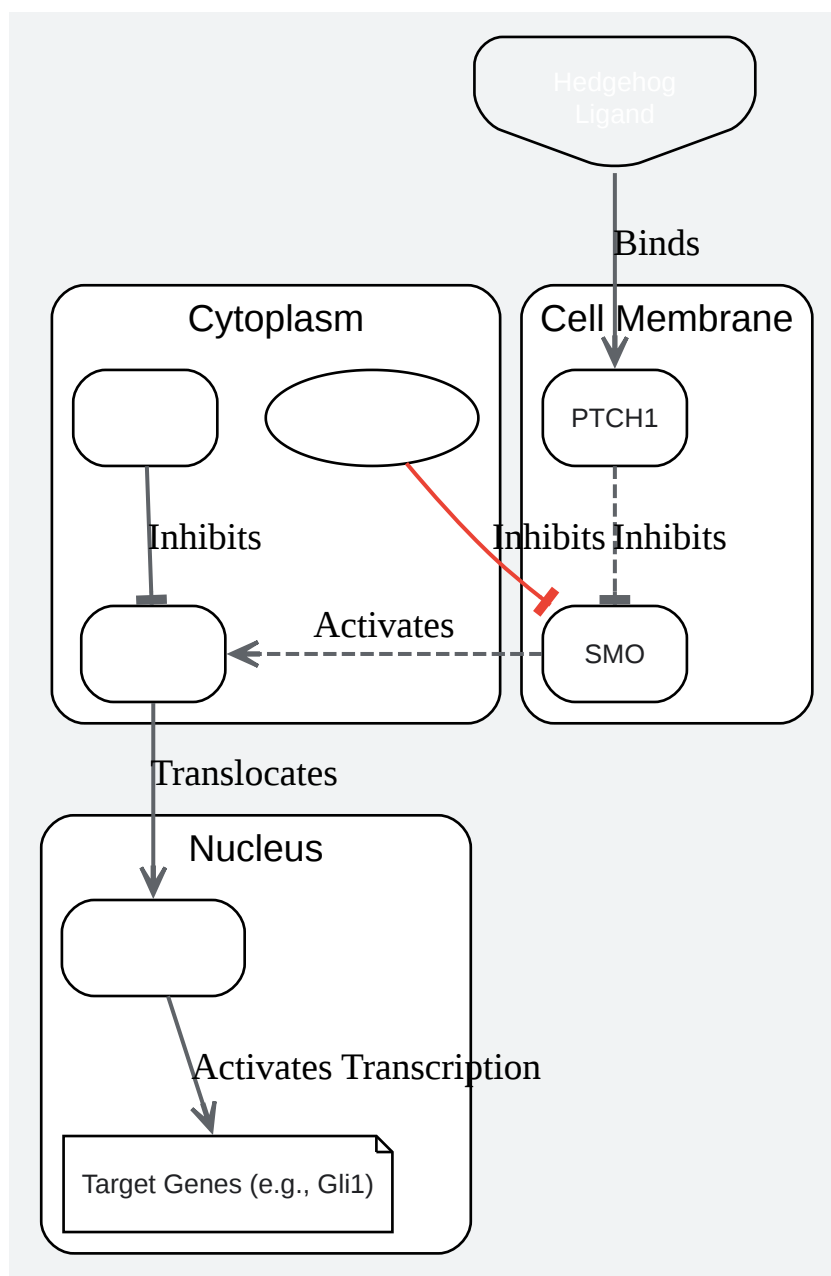 Hedgehog
Ligand
Binds
Cytoplasm
Cell Membrane
PTCH1
Inhibits
Inhibits
Inhibits
Activates
SMO
Translocates
Nucleus
Activates Transcription
Target Genes (e.g., Gli1)